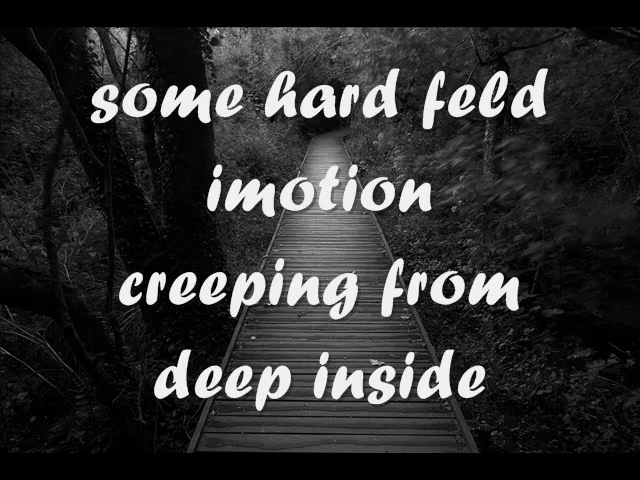 some hard feld
imotion
creeping from
deep inside